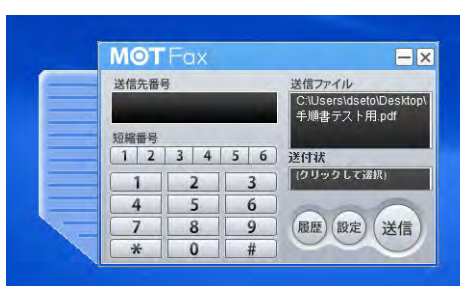 MOT Fax
送信先番号
短縮番号
1 2 3 4 5 6
1 2 3
4 5 6
7 8 9
* 0 #
送信ファイル
C:\Users\dseto\Desktop\
手順書テスト用.pdf
送付状
(クリックして選択)
履歴 設定 送信